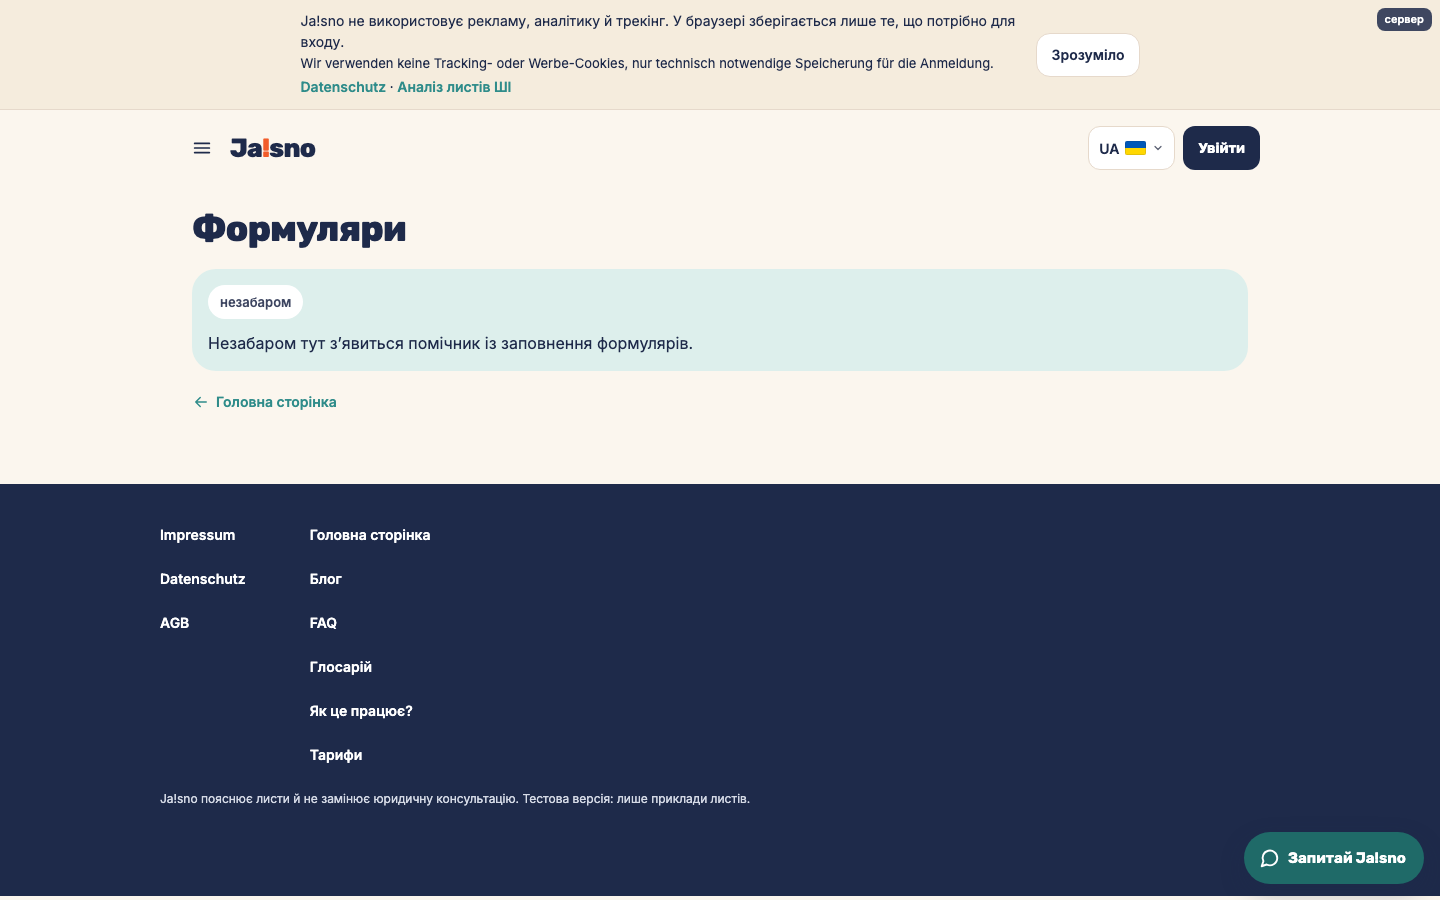 Ja!sno не використовує рекламу, аналітику й трекінг. У браузері зберігається лише те, що потрібно для
входу.
Wir verwenden keine Tracking- oder Werbe-Cookies, nur technisch notwendige Speicherung für die Anmeldung.
Datenschutz · Аналіз листів ШІ
Зрозуміло
сервер
Ja!sno
UA
Увійти
Формуляри
незабаром
Незабаром тут з’явиться помічник із заповнення формулярів.
← Головна сторінка
Impressum
Datenschutz
AGB
Головна сторінка
Блог
FAQ
Глосарій
Як це працює?
Тарифи
Ja!sno пояснює листи й не замінює юридичну консультацію. Тестова версія: лише приклади листів.
Запитай Ja!sno